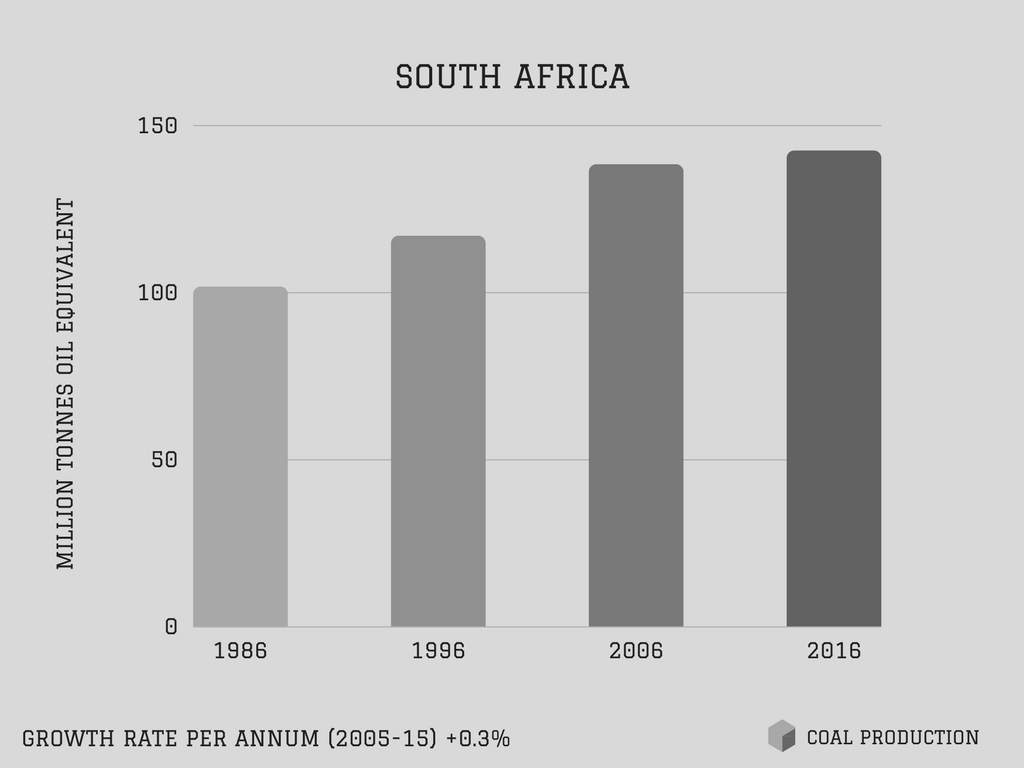 SOUTH AFRICA
MILLION TONNES OIL EQUIVALENT
150
100
50
0
1986 1996 2006 2016
GROWTH RATE PER ANNUM (2005-15) +0.3%
COAL PRODUCTION